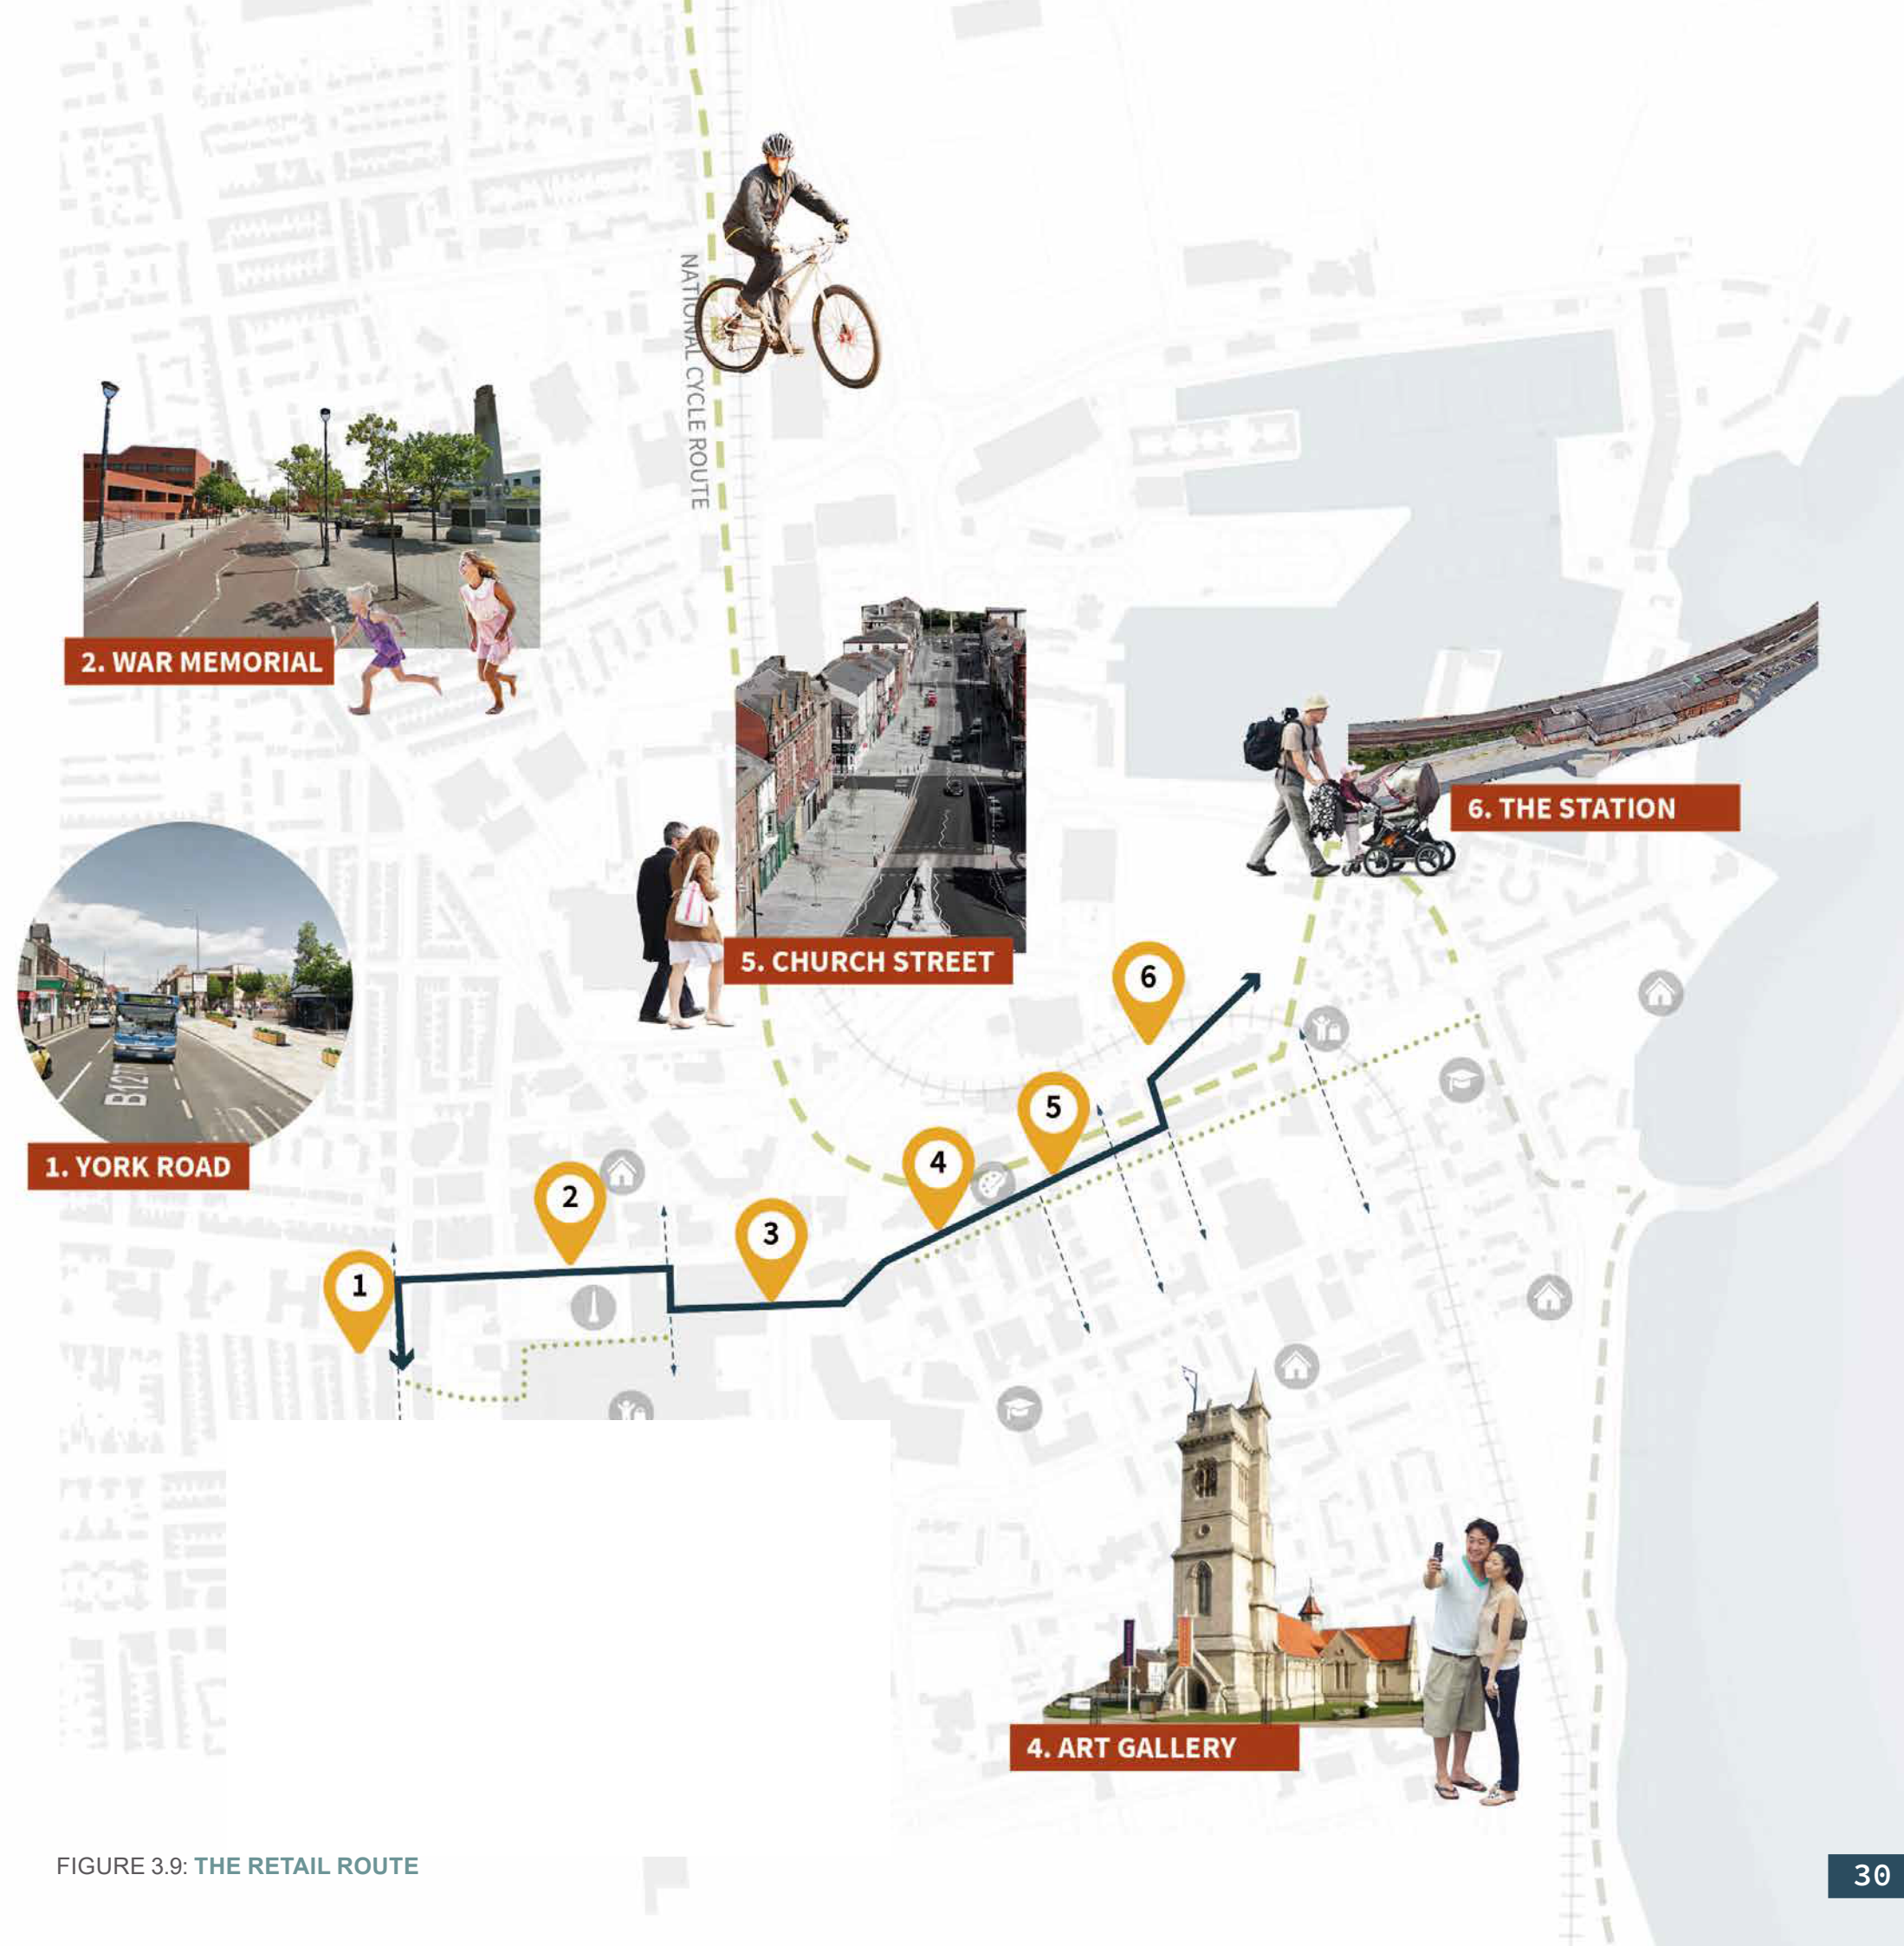 NATIONAL CYCLE ROUTE
2. WAR MEMORIAL
5. CHURCH STREET
6. THE STATION
B127
1. YORK ROAD
6
5
4
2
3
1
4. ART GALLERY
FIGURE 3.9: THE RETAIL ROUTE
30